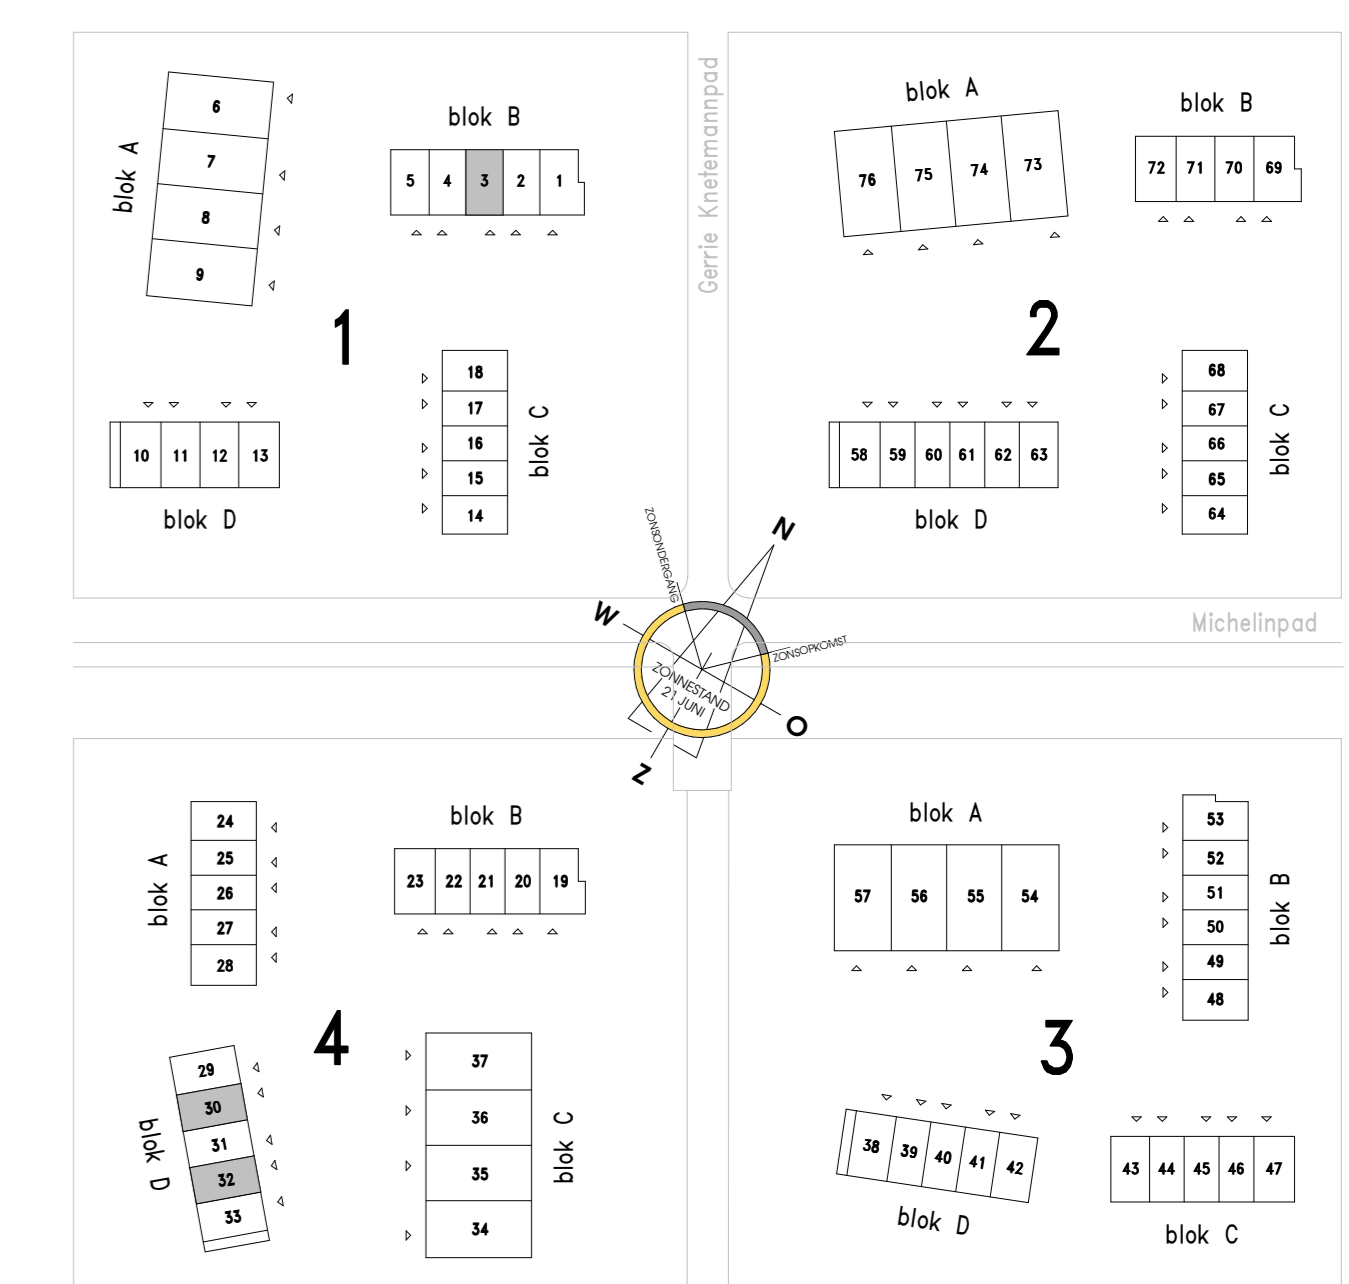 Gerrie Knetemannpad
blok A
6
7
8
9
blok B
5 4 3 2 1
1
18
17
16
15
14
blok C
10 11 12 13
blok D
blok A
76 75 74 73
blok B
72 71 70 69
2
68
67
66
65
64
blok C
58 59 60 61 62 63
blok D
Michelinpad
N
ZONSONDERGANG
W
ZONSOPKOMST
ZONNESTAND
21 JUNI
O
Z
blok A
24
25
26
27
28
blok B
23 22 21 20 19
4
29
30
31
32
33
blok D
37
36
35
34
blok C
blok A
57 56 55 54
53
52
51
50
49
48
blok B
3
38 39 40 41 42
blok D
43 44 45 46 47
blok C